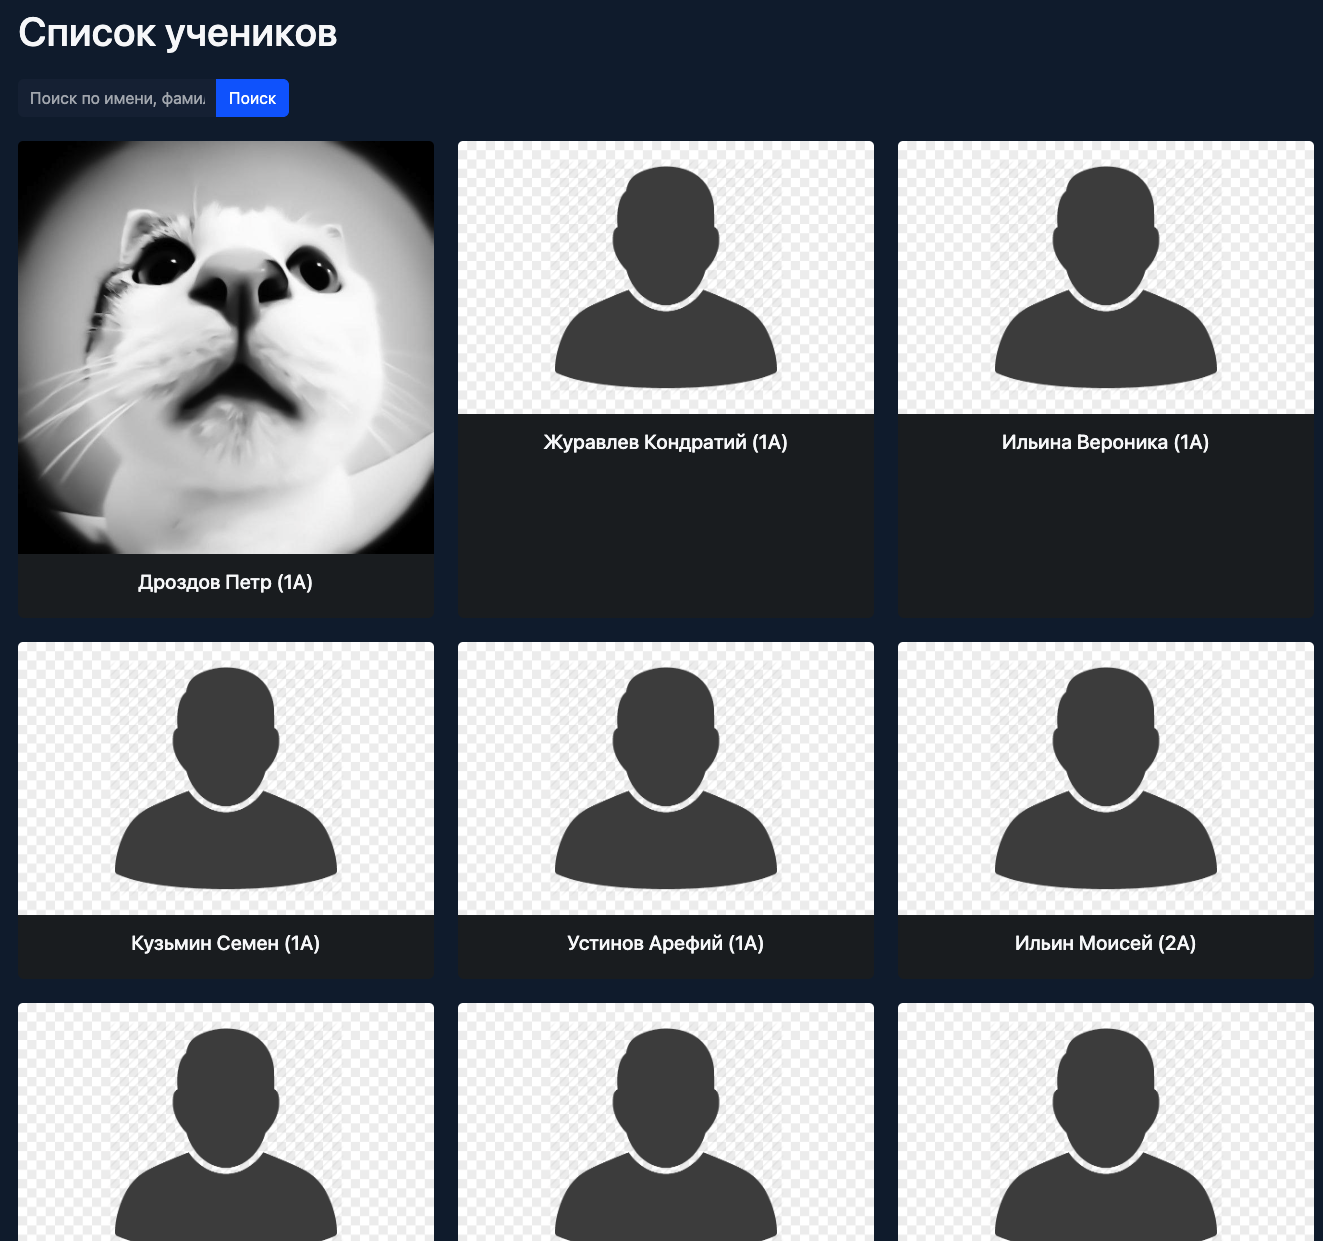 Список учеников
Поиск по имени, фами
Поиск
Дроздов Петр (1А)
Журавлев Кондратий (1А)
Ильина Вероника (1А)
Кузьмин Семен (1А)
Устинов Арефий (1А)
Ильин Моисей (2А)